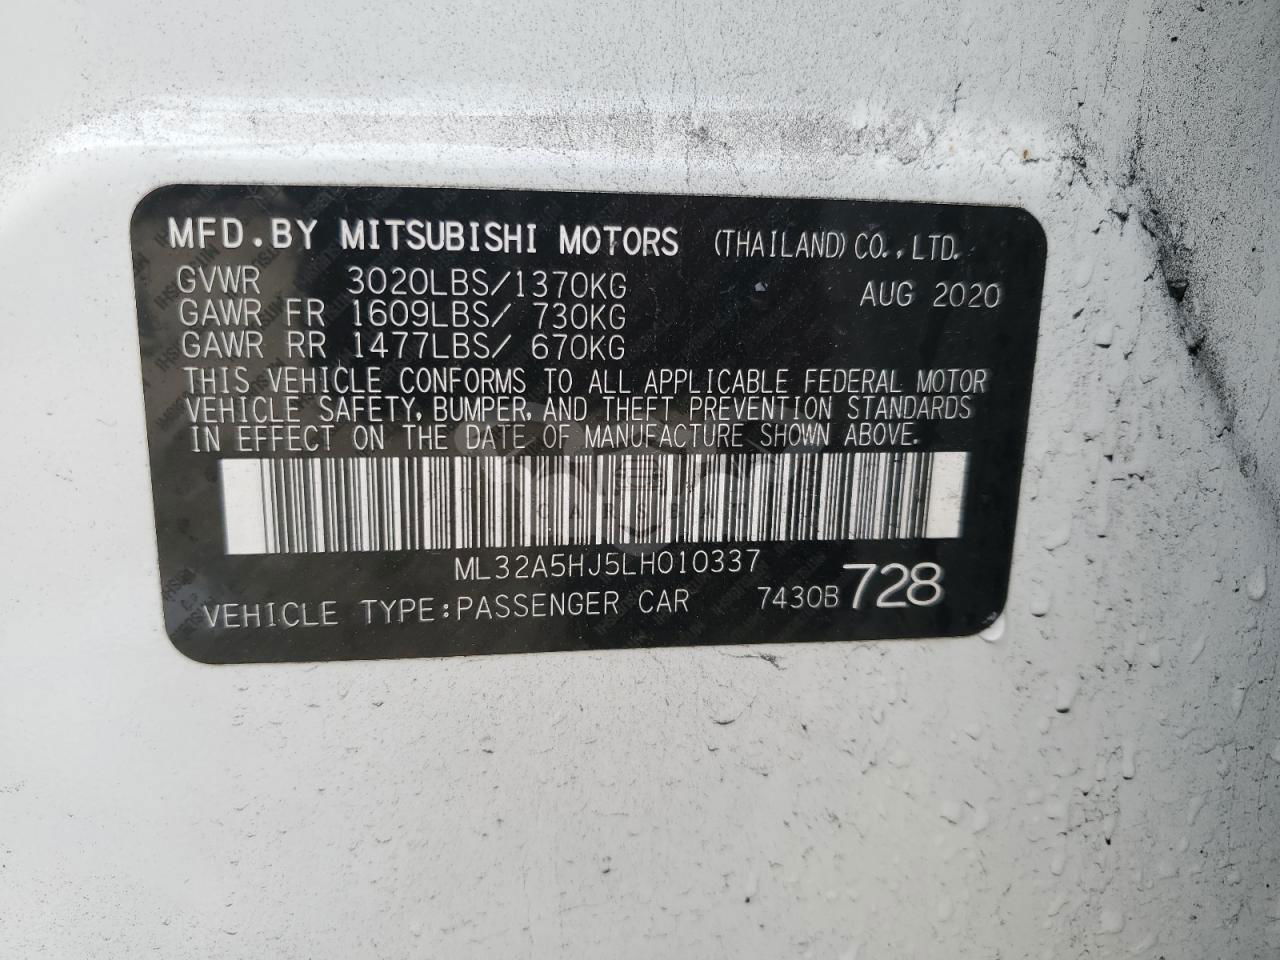 MFD.BY MITSUBISHI MOTORS (THAILAND)CO.,LTD.
GVWR 3020LBS/1370KG AUG 2020
GAWR FR 1609LBS/ 730KG
GAWR RR 1477LBS/ 670KG
THIS VEHICLE CONFORMS TO ALL APPLICABLE FEDERAL MOTOR
VEHICLE SAFETY, BUMPER, AND THEFT PREVENTION STANDARDS
IN EFFECT ON THE DATE OF MANUFACTURE SHOWN ABOVE.
ML32A5HJ5LH010337
VEHICLE TYPE:PASSENGER CAR 7430B 728